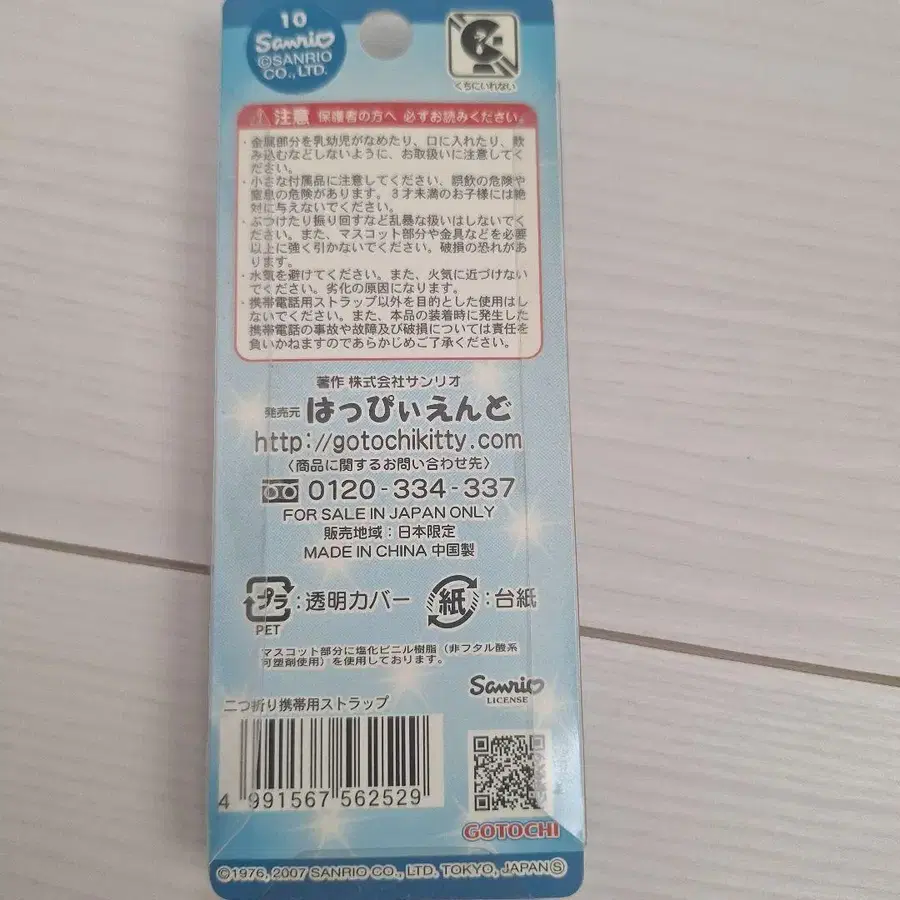 10
Sanrio
©SANRIO
CO.,LTD.
くちにいれない
注意 保護者の方へ 必ずお読みください。
・金属部分を乳幼児がなめたり、口に入れたり、飲
み込むなどしないように、お取扱いに注意してく
ださい。
・小さな付属品に注意してください、誤飲の危険や
窒息の危険があります。3才未満のお子様には絶
対に与えないでください。
・ぶつけたり振り回すなど乱暴な扱いはしないでく
ださい。また、マスコット部分や金具などを必要
以上に強く引かないでください。破損の恐れがあ
ります。
・水気を避けてください。また、火気に近づけない
でください。劣化の原因になります。
・携帯電話用ストラップ以外を目的とした使用はし
ないでください。また、本品の装着時に発生した
携帯電話の事故や故障及び破損については責任を
負いかねますのであらかじめご了承ください。
著作 株式会社サンリオ
発売元 はっぴぃえんど
http://gotochikitty.com
〈商品に関するお問い合わせ先〉
0120-334-337
FOR SALE IN JAPAN ONLY
販売地域:日本限定
MADE IN CHINA 中国製
プラ:透明カバー 紙:台紙
PET
マスコット部分に塩化ビニル樹脂(非フタル酸系
可塑剤使用)を使用しております。
Sanrio
LICENSE
二つ折り携帯用ストラップ
4 991567 562529
GOTOCHI
©1976, 2007 SANRIO CO., LTD. TOKYO, JAPAN Ⓢ